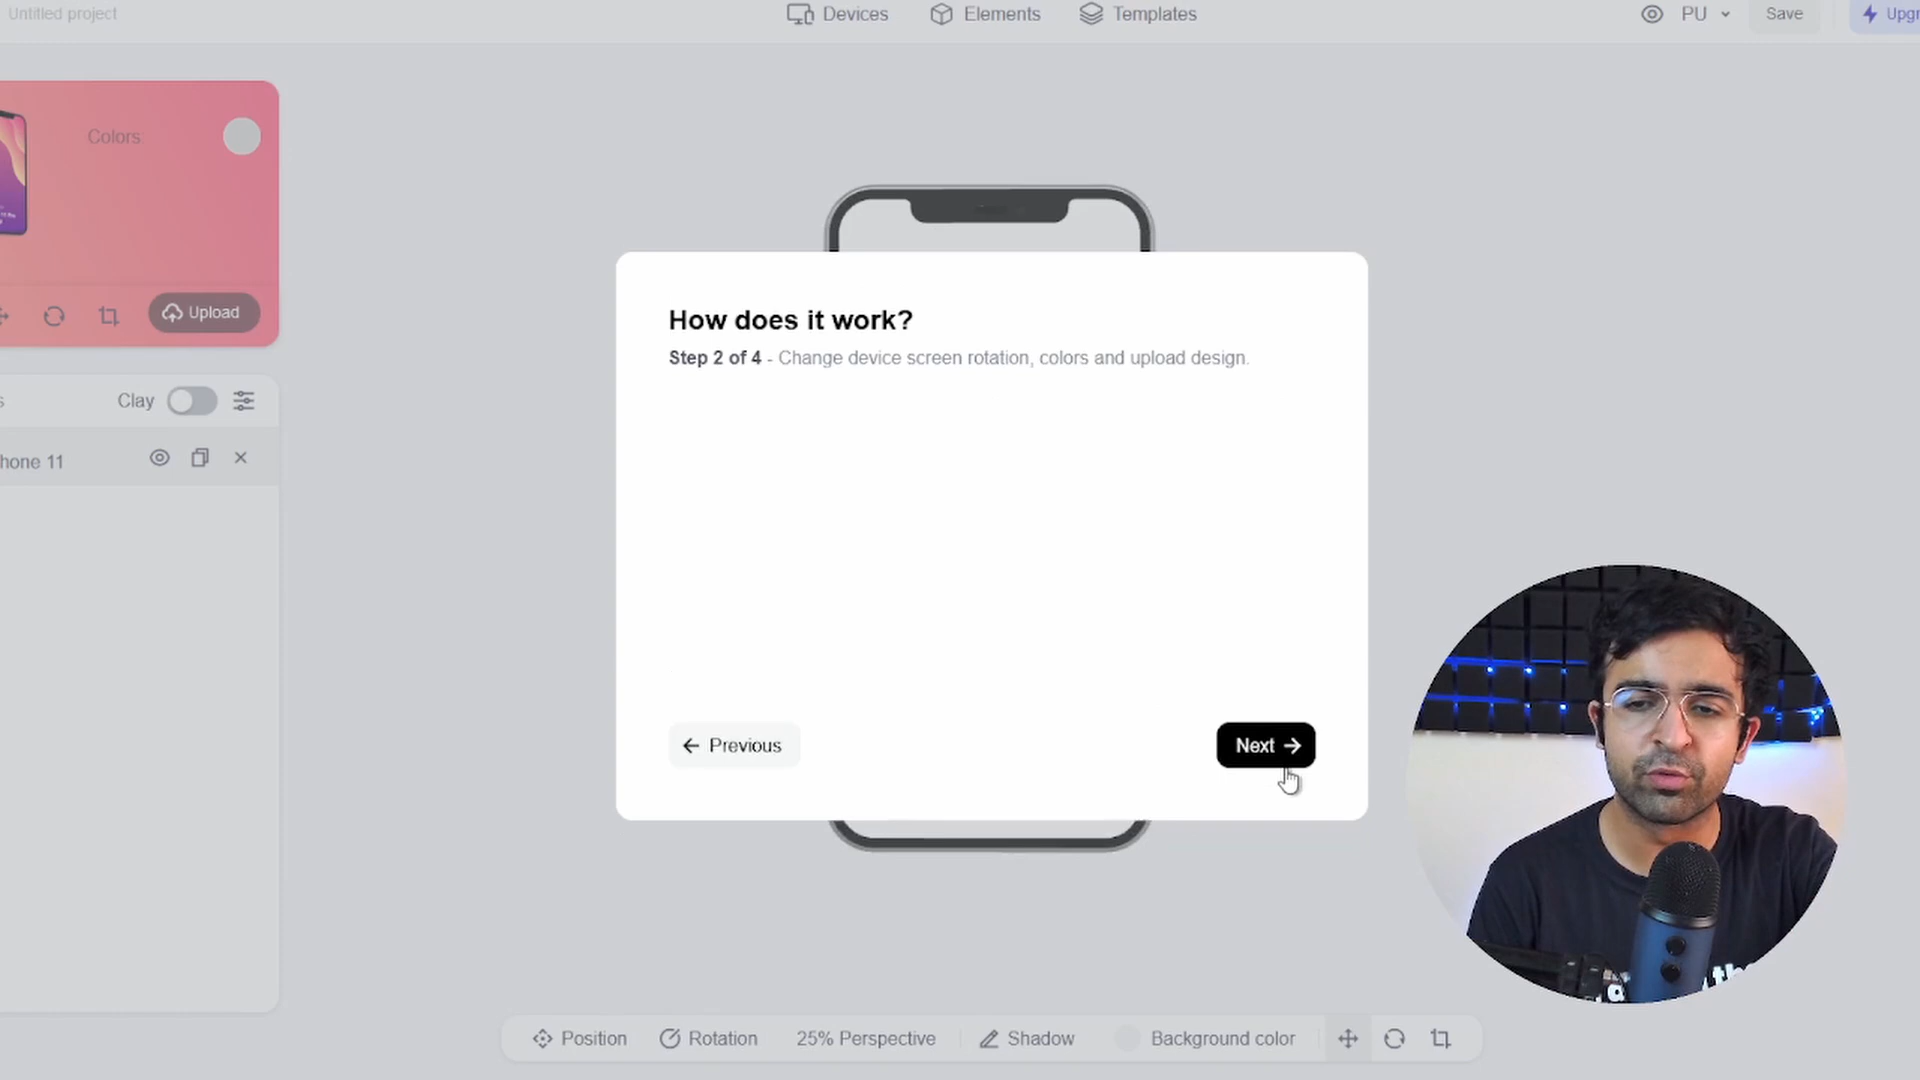 Untitled project
Devices
Elements
Templates
PU
Save
Upgr
Colors
Upload
Clay
hone 11
How does it work?
Step 2 of 4 - Change device screen rotation, colors and upload design.
Previous
Next
Position
Rotation
25% Perspective
Shadow
Background color